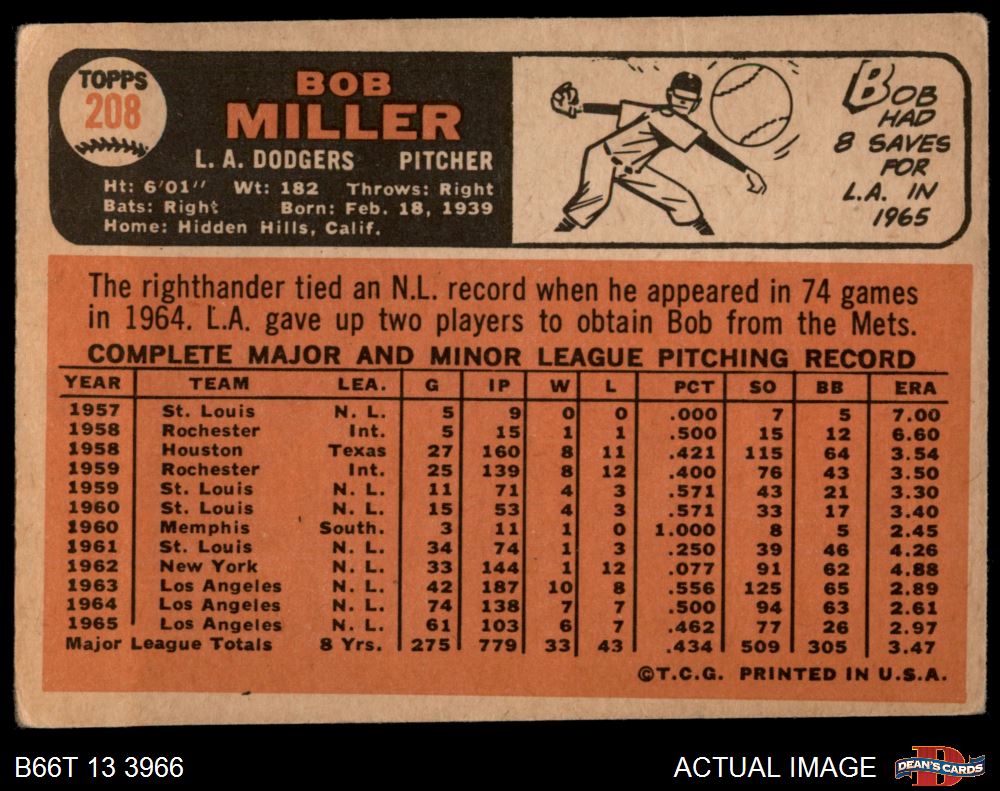 TOPPS
208
BOB
MILLER
L. A. DODGERS PITCHER
Ht: 6'01" Wt: 182 Throws: Right
Bats: Right Born: Feb. 18, 1939
Home: Hidden Hills, Calif.
BOB
HAD
8 SAVES
FOR
L.A. IN
1965
The righthander tied an N.L. record when he appeared in 74 games
in 1964. L.A. gave up two players to obtain Bob from the Mets.
COMPLETE MAJOR AND MINOR LEAGUE PITCHING RECORD
YEAR TEAM LEA. G IP W L PCT SO BB ERA
1957 St. Louis N. L. 5 9 0 0 .000 7 5 7.00
1958 Rochester Int. 5 15 1 1 .500 15 12 6.60
1958 Houston Texas 27 160 8 11 .421 115 64 3.54
1959 Rochester Int. 25 139 8 12 .400 76 43 3.50
1959 St. Louis N. L. 11 71 4 3 .571 43 21 3.30
1960 St. Louis N. L. 15 53 4 3 .571 33 17 3.40
1960 Memphis South. 3 11 1 0 1.000 8 5 2.45
1961 St. Louis N. L. 34 74 1 3 .250 39 46 4.26
1962 New York N. L. 33 144 1 12 .077 91 62 4.88
1963 Los Angeles N. L. 42 187 10 8 .556 125 65 2.89
1964 Los Angeles N. L. 74 138 7 7 .500 94 63 2.61
1965 Los Angeles N. L. 61 103 6 7 .462 77 26 2.97
Major League Totals 8 Yrs. 275 779 33 43 .434 509 305 3.47
©T.C.G. PRINTED IN U.S.A.
B66T 13 3966 ACTUAL IMAGE
D
DEAN'S CARDS